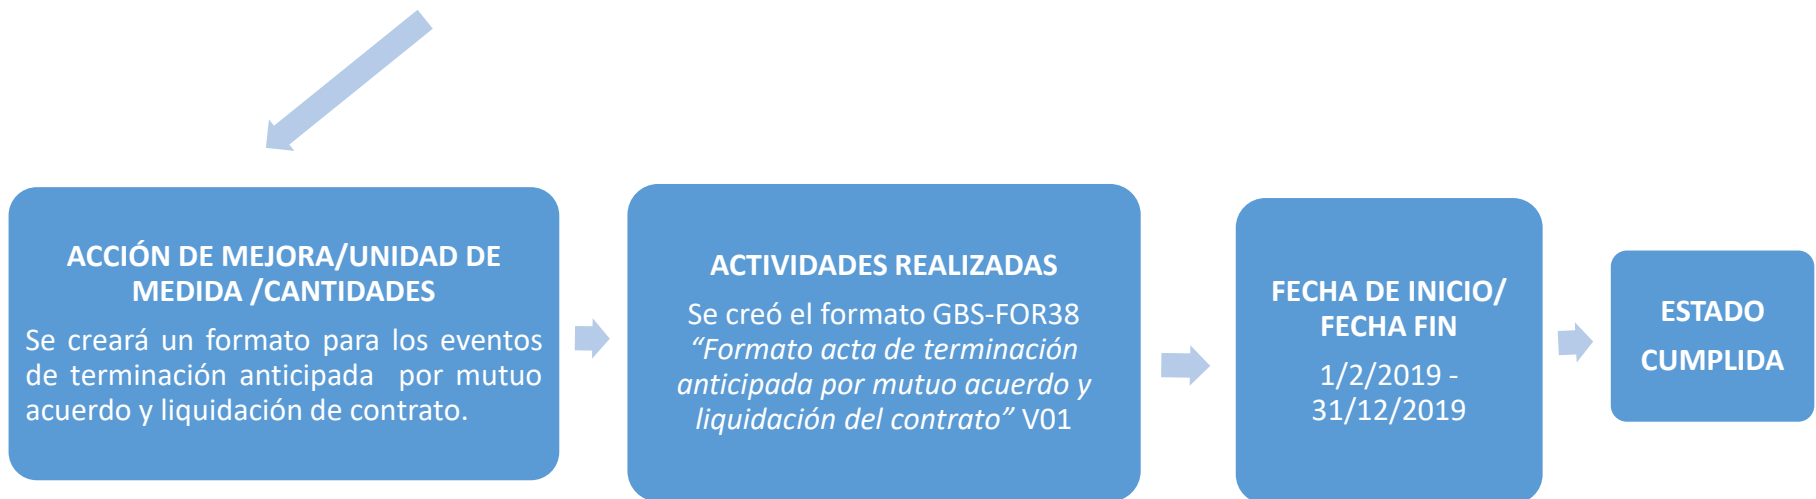 ACCIÓN DE MEJORA/UNIDAD DE
MEDIDA /CANTIDADES
Se creará un formato para los eventos
de terminación anticipada por mutuo
acuerdo y liquidación de contrato.
ACTIVIDADES REALIZADAS
Se creó el formato GBS-FOR38
“Formato acta de terminación
anticipada por mutuo acuerdo y
liquidación del contrato” V01
FECHA DE INICIO/
FECHA FIN
1/2/2019 -
31/12/2019
ESTADO
CUMPLIDA